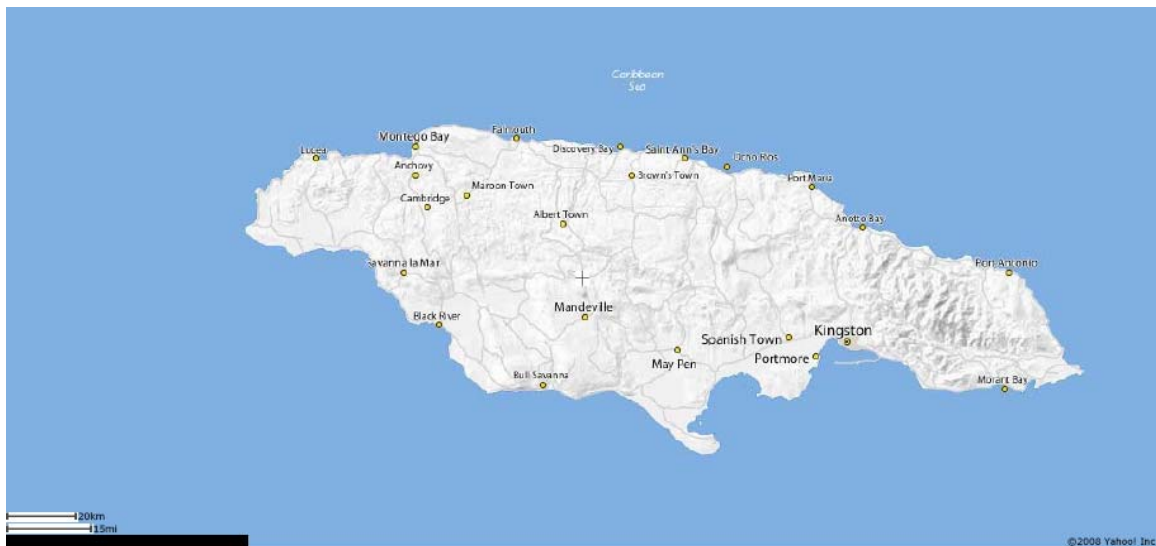 Caribbean
Sea
Falmouth
Montego Bay
Lucea
Discovery Bay
Saint Ann's Bay
Ocho Rios
Anchovy
Brown's Town
Port Maria
Maroon Town
Cambridge
Albert Town
Anotto Bay
Savanna la Mar
Port Antonio
Mandeville
Black River
Kingston
Spanish Town
Portmore
May Pen
Bull Savanna
Morant Bay
20km
15mi
©2008 Yahoo! Inc